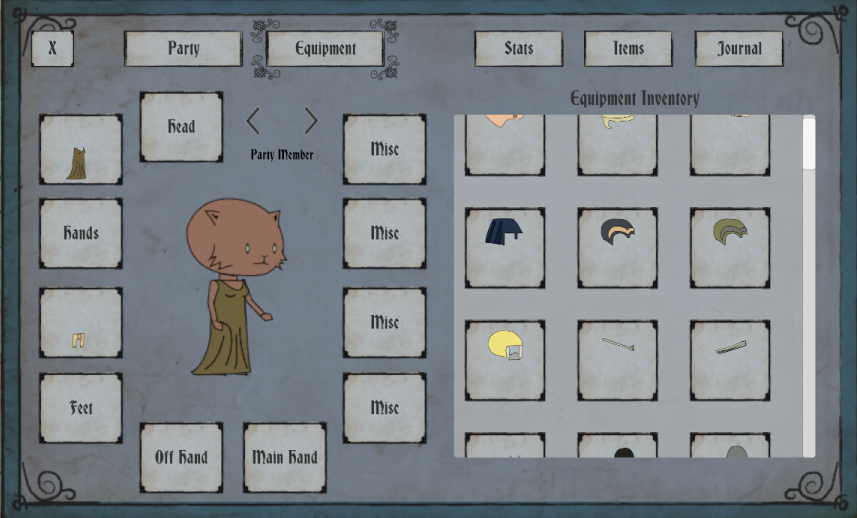 X
Party
Equipment
Stats
Items
Journal
Equipment Inventory
Head
Party Member
Misc
Hands
Misc
Misc
Feet
Misc
Off Hand
Main Hand